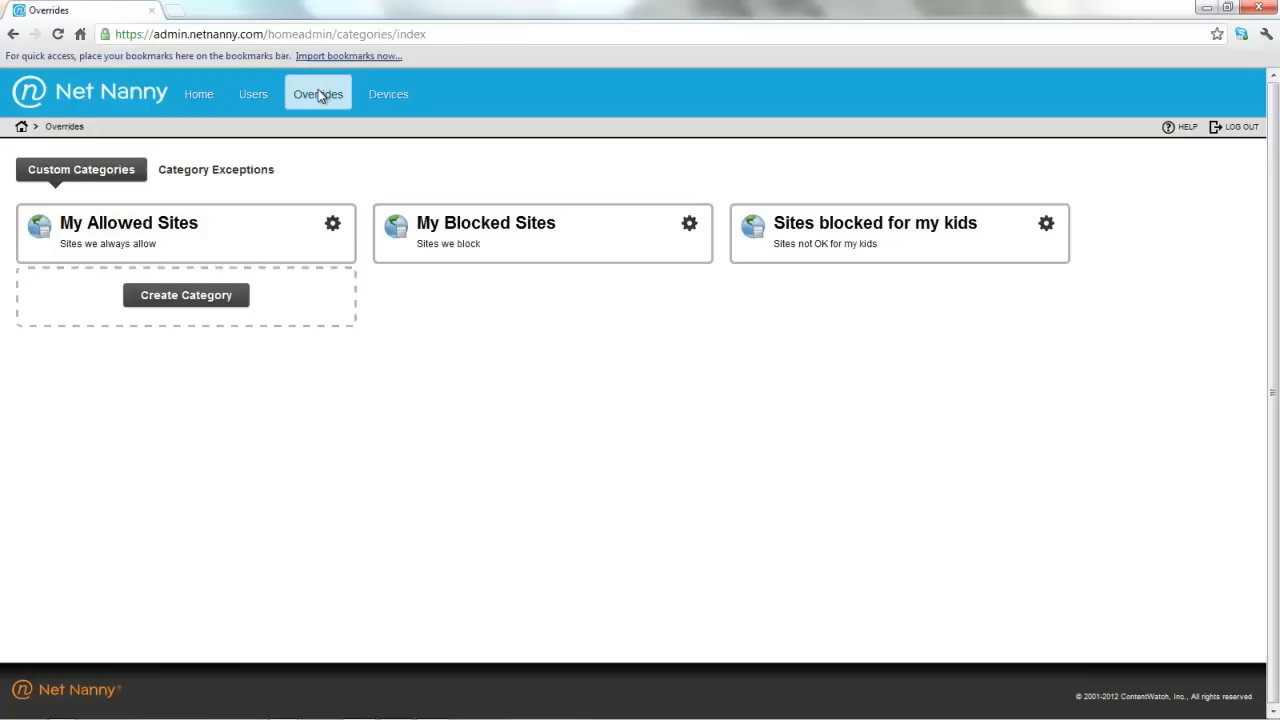 Overrides
https://admin.netnanny.com/homeadmin/categories/index
For quick access, place your bookmarks here on the bookmarks bar. Import bookmarks now...
Net Nanny Home Users Overrides Devices
> Overrides HELP LOG OUT
Custom Categories Category Exceptions
My Allowed Sites
Sites we always allow
My Blocked Sites
Sites we block
Sites blocked for my kids
Sites not OK for my kids
Create Category
Net Nanny®
© 2001-2012 ContentWatch, Inc., All rights reserved.